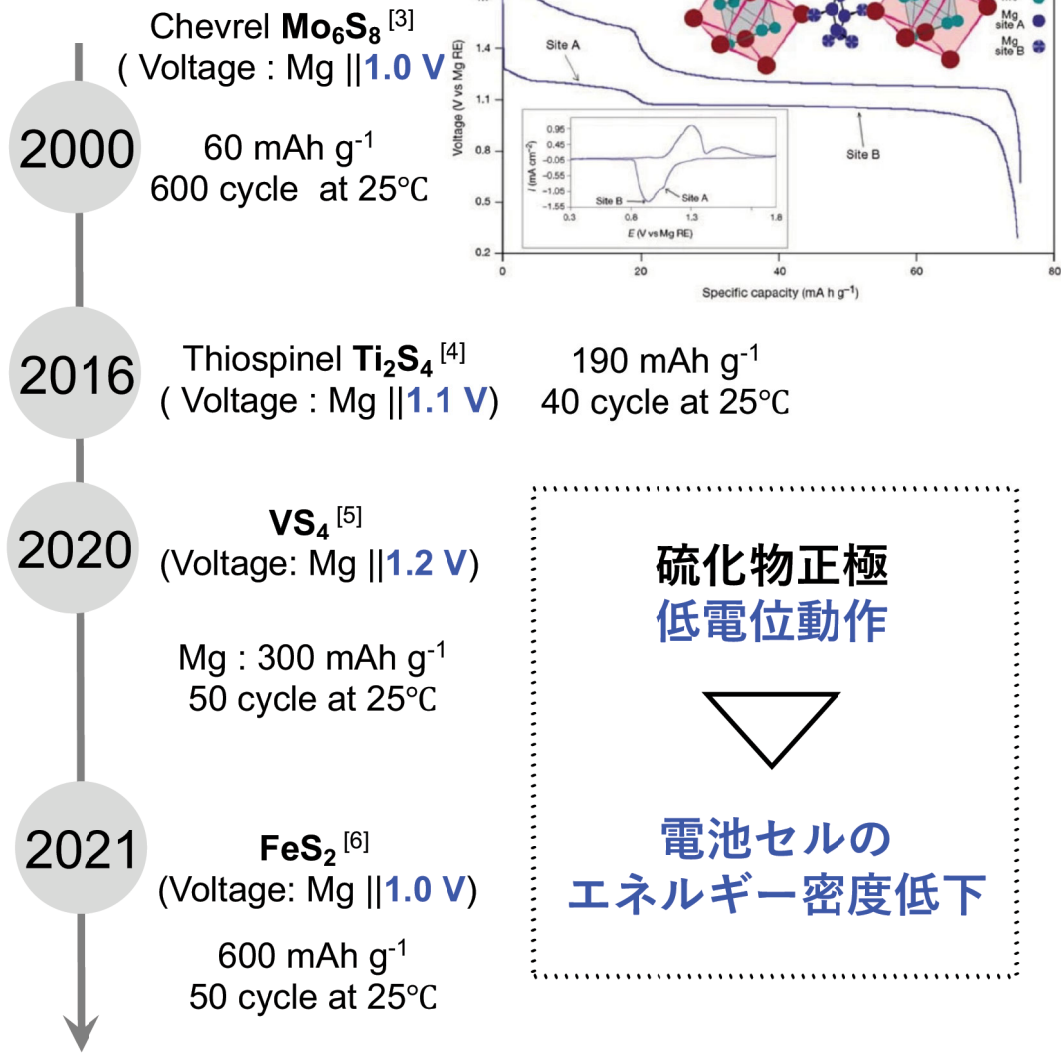 Chevrel Mo₆S₈ [3]
( Voltage : Mg ||1.0 V
2000
60 mAh g⁻¹
600 cycle at 25℃
Voltage (V vs Mg RE)
1.4
1.1
0.8
0.5
0.2
Site A
Site B
Mg
site A
Mg
site B
i (mA cm⁻²)
0.95
0.45
-0.05
-0.55
-1.05
-1.55
Site B
Site A
0.3
0.8
1.3
1.8
E (V vs Mg RE)
0
20
40
60
80
Specific capacity (mA h g⁻¹)
2016
Thiospinel Ti₂S₄ [4]
( Voltage : Mg ||1.1 V)
190 mAh g⁻¹
40 cycle at 25℃
2020
VS₄ [5]
(Voltage: Mg ||1.2 V)
Mg : 300 mAh g⁻¹
50 cycle at 25℃
硫化物正極
低電位動作
電池セルの
エネルギー密度低下
2021
FeS₂ [6]
(Voltage: Mg ||1.0 V)
600 mAh g⁻¹
50 cycle at 25℃